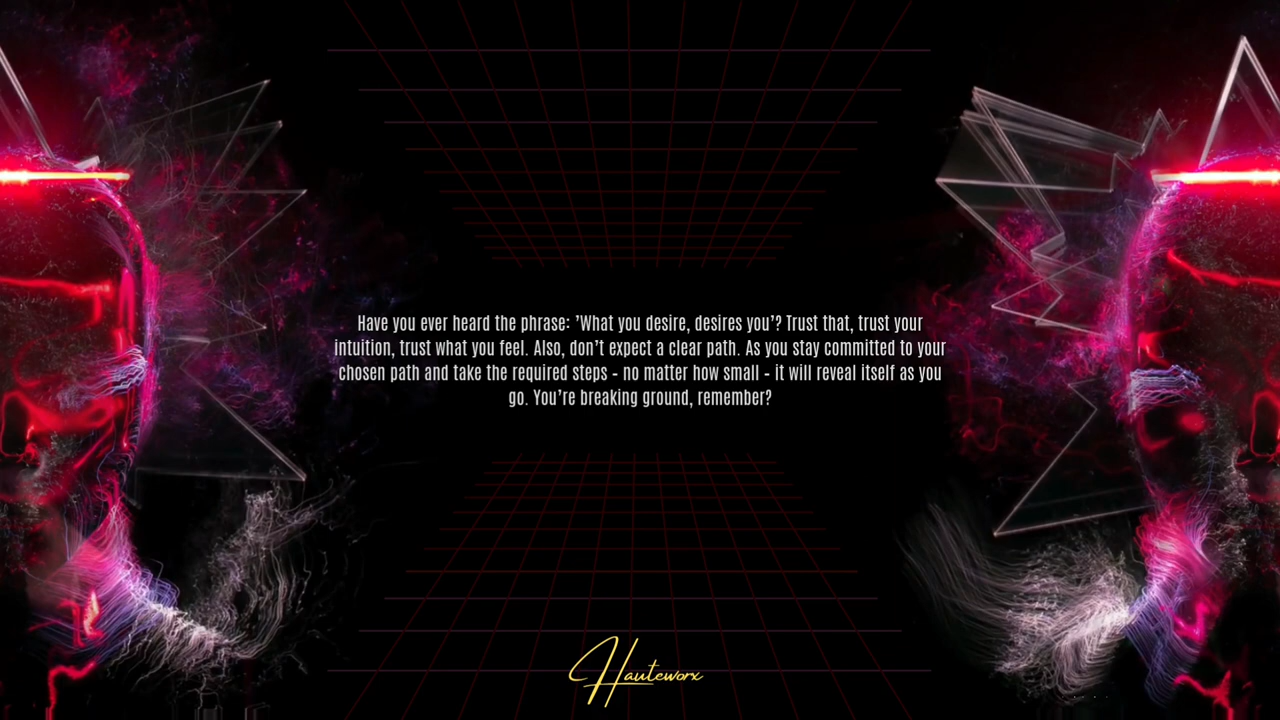 Have you ever heard the phrase: ’What you desire, desires you’? Trust that, trust your
intuition, trust what you feel. Also, don’t expect a clear path. As you stay committed to your
chosen path and take the required steps - no matter how small - it will reveal itself as you
go. You’re breaking ground, remember?
Hauteworx